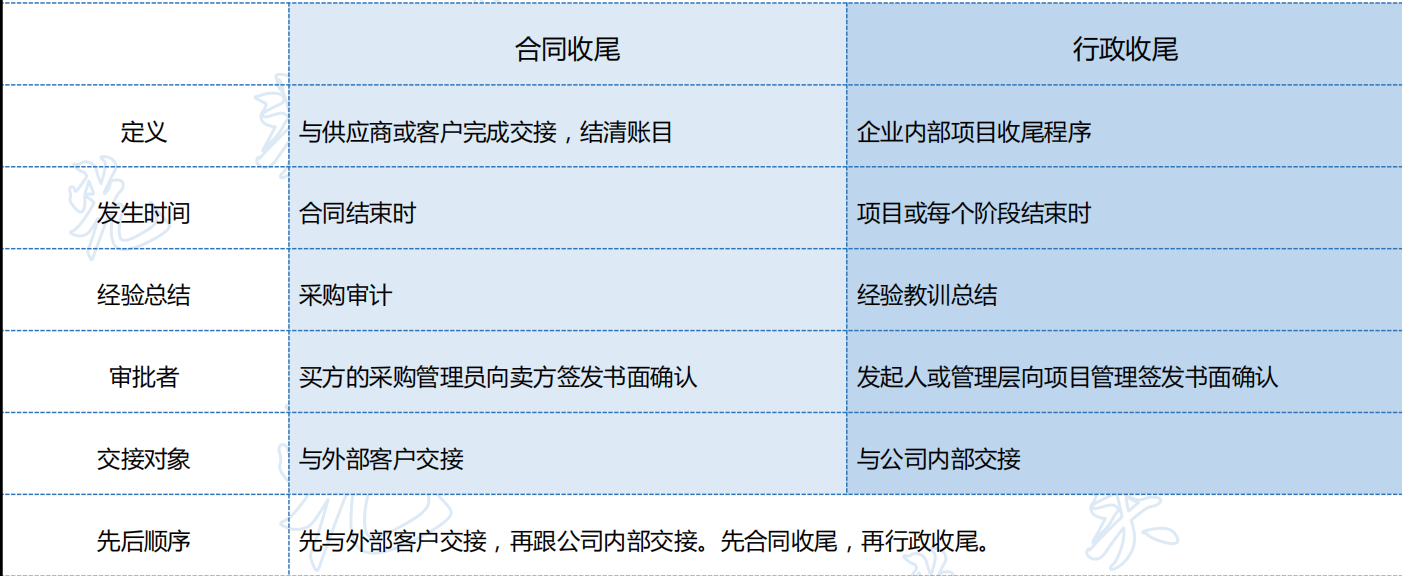 合同收尾 行政收尾
定义 与供应商或客户完成交接，结清账目 企业内部项目收尾程序
发生时间 合同结束时 项目或每个阶段结束时
经验总结 采购审计 经验教训总结
审批者 买方的采购管理员向卖方签发书面确认 发起人或管理层向项目管理签发书面确认
交接对象 与外部客户交接 与公司内部交接
先后顺序 先与外部客户交接，再跟公司内部交接。先合同收尾，再行政收尾。